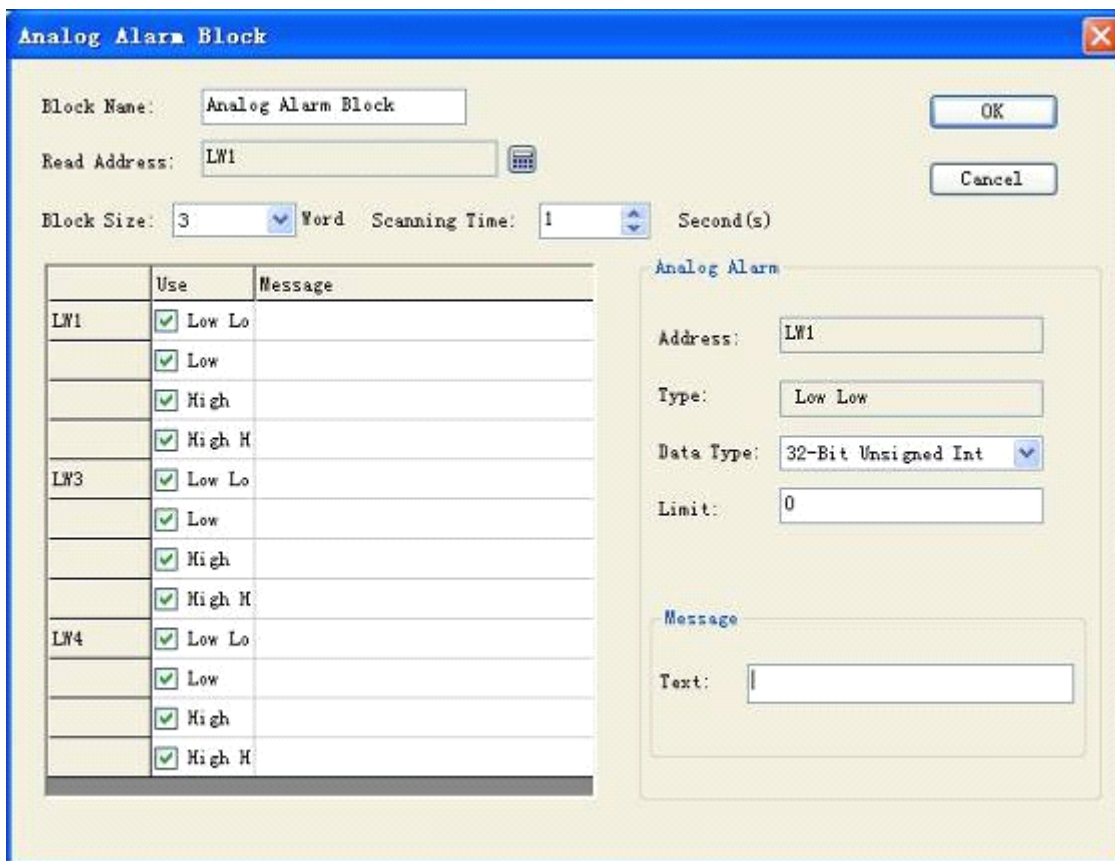 Analog Alarm Block
Block Name: Analog Alarm Block
OK
Read Address: LW1
Cancel
Block Size: 3 Word Scanning Time: 1 Second(s)
Use Message
LW1 Low Lo
Low
High
High H
LW3 Low Lo
Low
High
High H
LW4 Low Lo
Low
High
High H
Analog Alarm
Address: LW1
Type: Low Low
Data Type: 32-Bit Unsigned Int
Limit: 0
Message
Text: